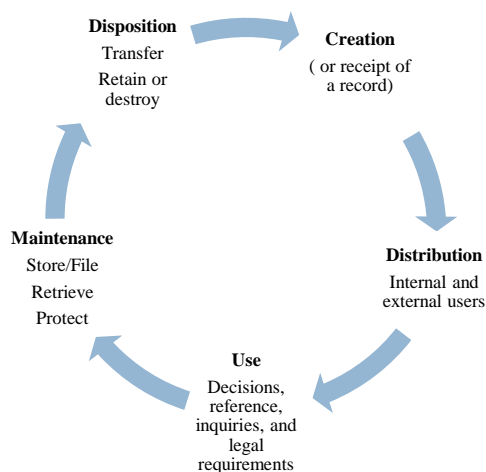 Disposition
Transfer
Retain or
destroy
Creation
( or receipt of
a record)
Distribution
Internal and
external users
Use
Decisions,
reference,
inquiries, and
legal
requirements
Maintenance
Store/File
Retrieve
Protect